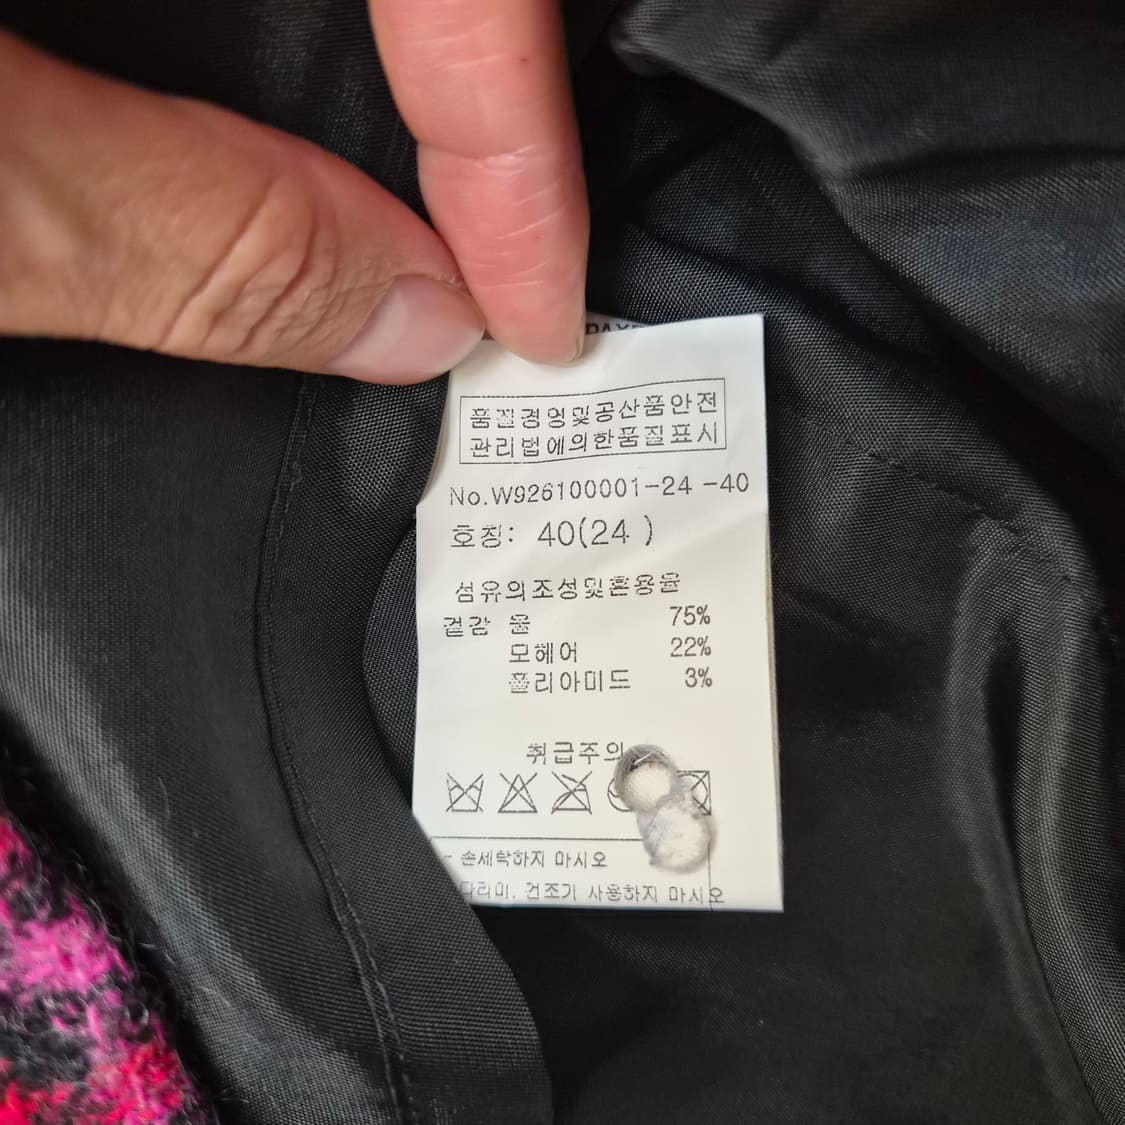 품질경영및공산품안전
관리법에의한품질표시
No.W926100001-24 -40
호칭: 40(24 )
섬유의조성및혼용율
겉감 울 75%
모헤어 22%
폴리아미드 3%
취급주의
- 손세탁하지 마시오
다리미, 건조기 사용하지 마시오